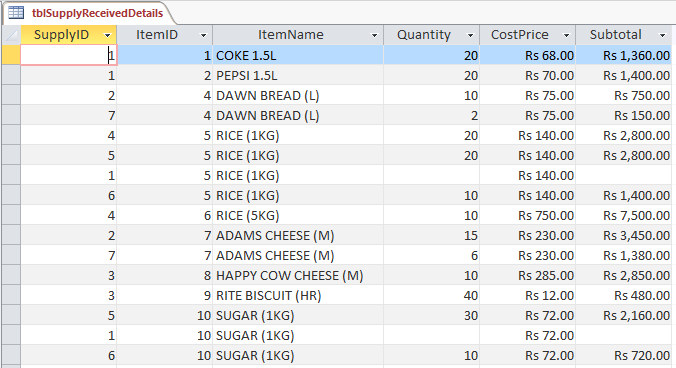 tblSupplyReceivedDetails
SupplyID ItemID ItemName Quantity CostPrice Subtotal
1 1 COKE 1.5L 20 Rs 68.00 Rs 1,360.00
1 2 PEPSI 1.5L 20 Rs 70.00 Rs 1,400.00
2 4 DAWN BREAD (L) 10 Rs 75.00 Rs 750.00
7 4 DAWN BREAD (L) 2 Rs 75.00 Rs 150.00
4 5 RICE (1KG) 20 Rs 140.00 Rs 2,800.00
5 5 RICE (1KG) 20 Rs 140.00 Rs 2,800.00
1 5 RICE (1KG) Rs 140.00
6 5 RICE (1KG) 10 Rs 140.00 Rs 1,400.00
4 6 RICE (5KG) 10 Rs 750.00 Rs 7,500.00
2 7 ADAMS CHEESE (M) 15 Rs 230.00 Rs 3,450.00
7 7 ADAMS CHEESE (M) 6 Rs 230.00 Rs 1,380.00
3 8 HAPPY COW CHEESE (M) 10 Rs 285.00 Rs 2,850.00
3 9 RITE BISCUIT (HR) 40 Rs 12.00 Rs 480.00
5 10 SUGAR (1KG) 30 Rs 72.00 Rs 2,160.00
1 10 SUGAR (1KG) Rs 72.00
6 10 SUGAR (1KG) 10 Rs 72.00 Rs 720.00